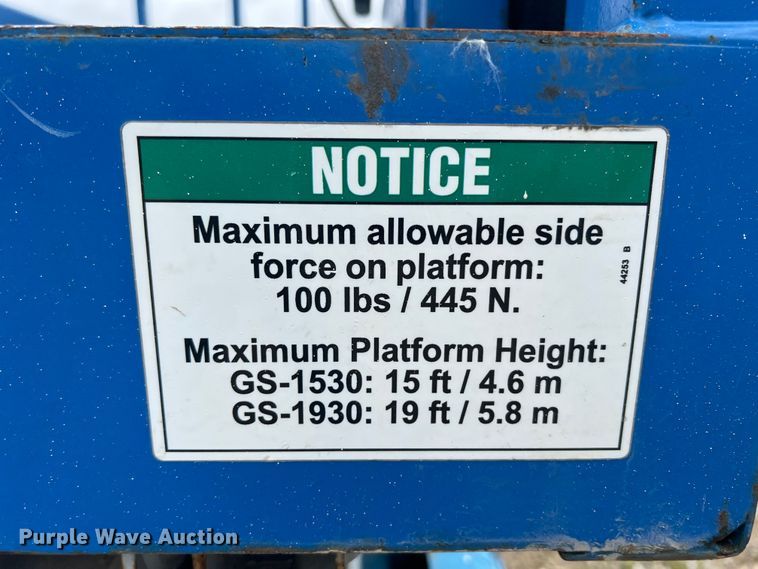 NOTICE
Maximum allowable side
force on platform:
100 lbs / 445 N.
Maximum Platform Height:
GS-1530: 15 ft / 4.6 m
GS-1930: 19 ft / 5.8 m
44253 B
Purple Wave Auction